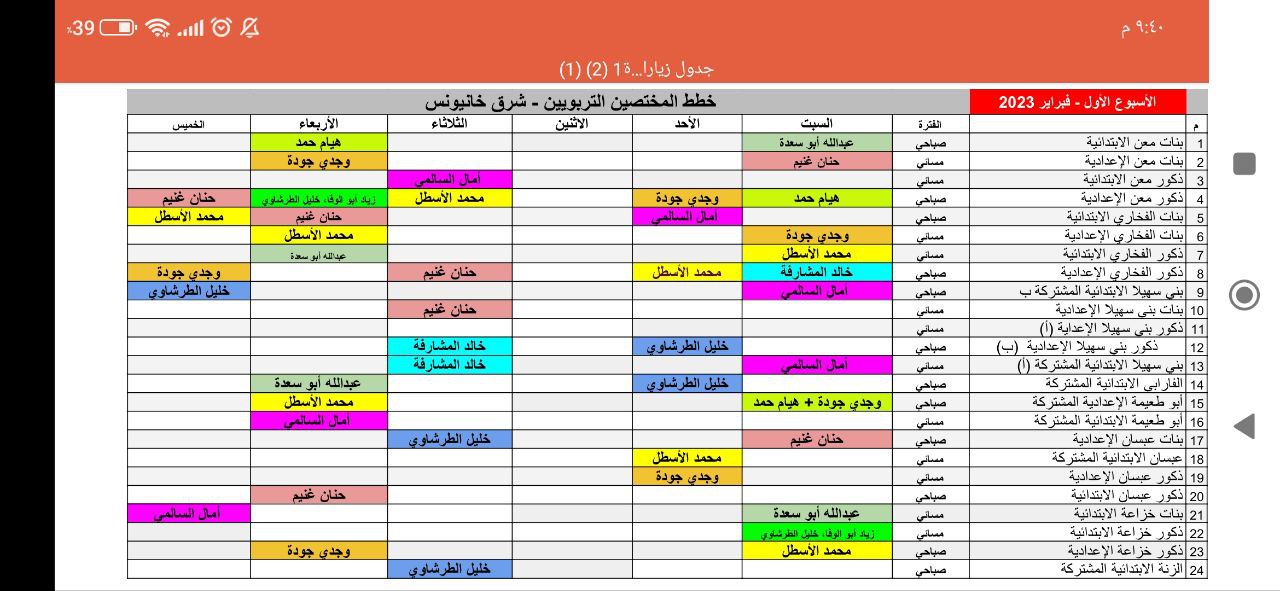 ٩:٤٠ م
39٪
جدول زيارا...ة1 (2) (1)
الأسبوع الأول - فبراير 2023 خطط المختصين التربويين - شرق خانيونس
م الفترة السبت الأحد الاثنين الثلاثاء الأربعاء الخميس
1 بنات معن الابتدائية صباحي عبدالله أبو سعدة هيام حمد
2 بنات معن الإعدادية مسائي حنان غنيم وجدي جودة
3 ذكور معن الابتدائية مسائي أمال السالمي
4 ذكور معن الإعدادية صباحي هيام حمد وجدي جودة محمد الأسطل زياد ابو الوفا، خليل الطرشاوي حنان غنيم
5 بنات الفخاري الابتدائية صباحي أمال السالمي حنان غنيم محمد الأسطل
6 بنات الفخاري الإعدادية مسائي وجدي جودة محمد الأسطل
7 ذكور الفخاري الابتدائية مسائي محمد الأسطل عبدالله أبو سعدة
8 ذكور الفخاري الإعدادية صباحي خالد المشارفة محمد الأسطل حنان غنيم وجدي جودة
9 بني سهيلا الابتدائية المشتركة ب صباحي أمال السالمي خليل الطرشاوي
10 بنات بني سهيلا الإعدادية مسائي حنان غنيم
11 ذكور بني سهيلا الإعداية (أ) مسائي
12 ذكور بني سهيلا الإعدادية (ب) صباحي خليل الطرشاوي خالد المشارفة
13 بني سهيلا الابتدائية المشتركة (أ) مسائي أمال السالمي خالد المشارفة
14 الفارابي الابتدائية المشتركة صباحي خليل الطرشاوي عبدالله أبو سعدة
15 أبو طعيمة الإعدادية المشتركة صباحي وجدي جودة + هيام حمد محمد الأسطل
16 أبو طعيمة الابتدائية المشتركة مسائي أمال السالمي
17 بنات عبسان الإعدادية صباحي حنان غنيم خليل الطرشاوي
18 عبسان الابتدائية المشتركة مسائي محمد الأسطل
19 ذكور عبسان الإعدادية مسائي وجدي جودة
20 ذكور عبسان الابتدائية صباحي حنان غنيم
21 بنات خزاعة الابتدائية مسائي عبدالله أبو سعدة أمال السالمي
22 ذكور خزاعة الابتدائية مسائي زياد أبو الوفا، خليل الطرشاوي
23 ذكور خزاعة الإعدادية صباحي محمد الأسطل وجدي جودة
24 الزنة الابتدائية المشتركة صباحي خليل الطرشاوي